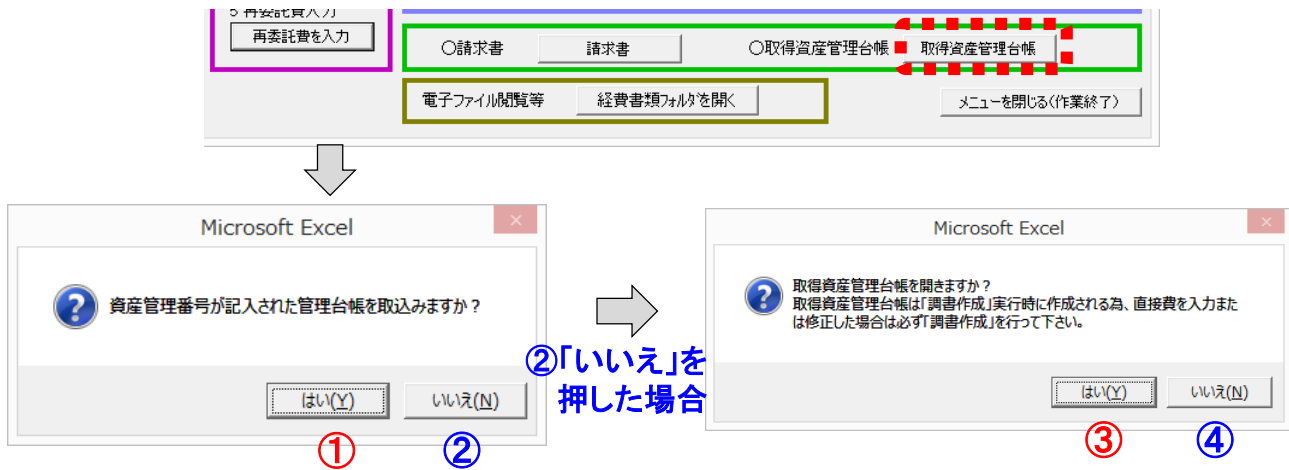 5 再委託費入力
再委託費を入力
○請求書
請求書
○取得資産管理台帳
取得資産管理台帳
電子ファイル閲覧等
経費書類フォルダを開く
メニューを閉じる(作業終了)
Microsoft Excel
資産管理番号が記入された管理台帳を取込みますか？
はい(Y)
いいえ(N)
①
②
②「いいえ」を
押した場合
Microsoft Excel
取得資産管理台帳を開きますか？
取得資産管理台帳は「調書作成」実行時に作成される為、直接費を入力また
は修正した場合は必ず「調書作成」を行って下さい。
はい(Y)
いいえ(N)
③
④